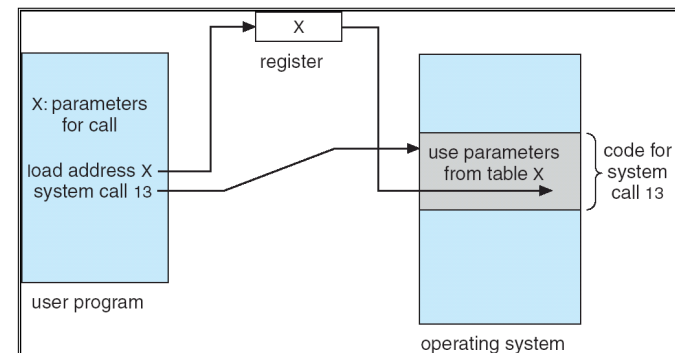 X
register
X: parameters
for call
load address X
system call 13
user program
use parameters
from table X
code for
system
call 13
operating system